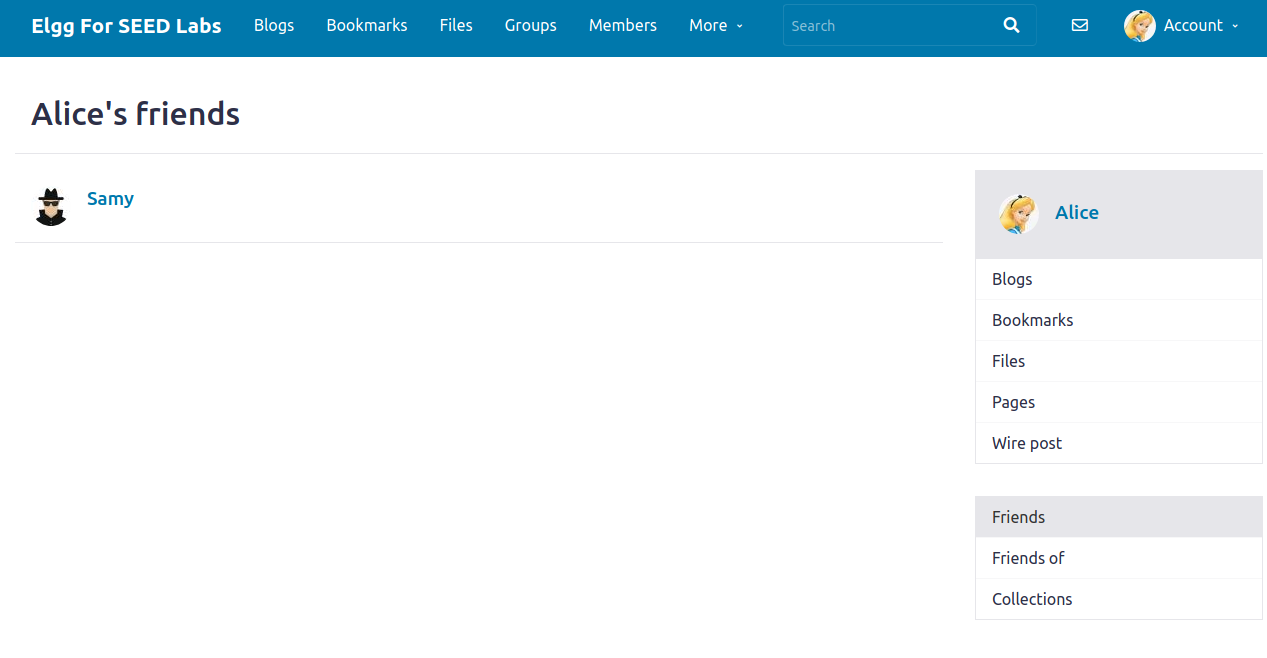 Elgg For SEED Labs Blogs Bookmarks Files Groups Members More Search Account
Alice's friends
Samy
Alice
Blogs
Bookmarks
Files
Pages
Wire post
Friends
Friends of
Collections